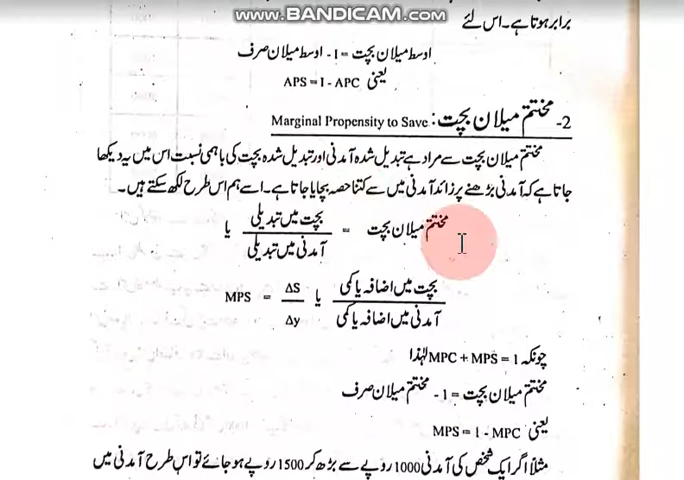 www.BANDICAM.com
برابر ہوتا ہے۔ اس لئے
اوسط میلان بچت = 1 - اوسط میلان صرف
یعنی APS = 1 - APC
2- مختتم میلان بچت: Marginal Propensity to Save
مختتم میلان بچت سے مراد ہے تبدیل شدہ آمدنی اور تبدیل شدہ بچت کی باہمی نسبت اس میں یہ دیکھا
جاتا ہے کہ آمدنی بڑھنے پر زائد آمدنی میں سے کتنا حصہ بچایا جاتا ہے۔ اسے ہم اس طرح لکھ سکتے ہیں۔
مختتم میلان بچت = بچت میں تبدیلی یا
آمدنی میں تبدیلی
بچت میں اضافہ یا کمی یا ΔS = MPS
آمدنی میں اضافہ یا کمی Δy
چونکہ MPC + MPS = 1 لہٰذا
مختتم میلان بچت = 1 - مختتم میلان صرف
یعنی MPS = 1 - MPC
مثلاً اگر ایک شخص کی آمدنی 1000 روپے سے بڑھ کر 1500 روپے ہو جائے تو اس طرح آمدنی میں